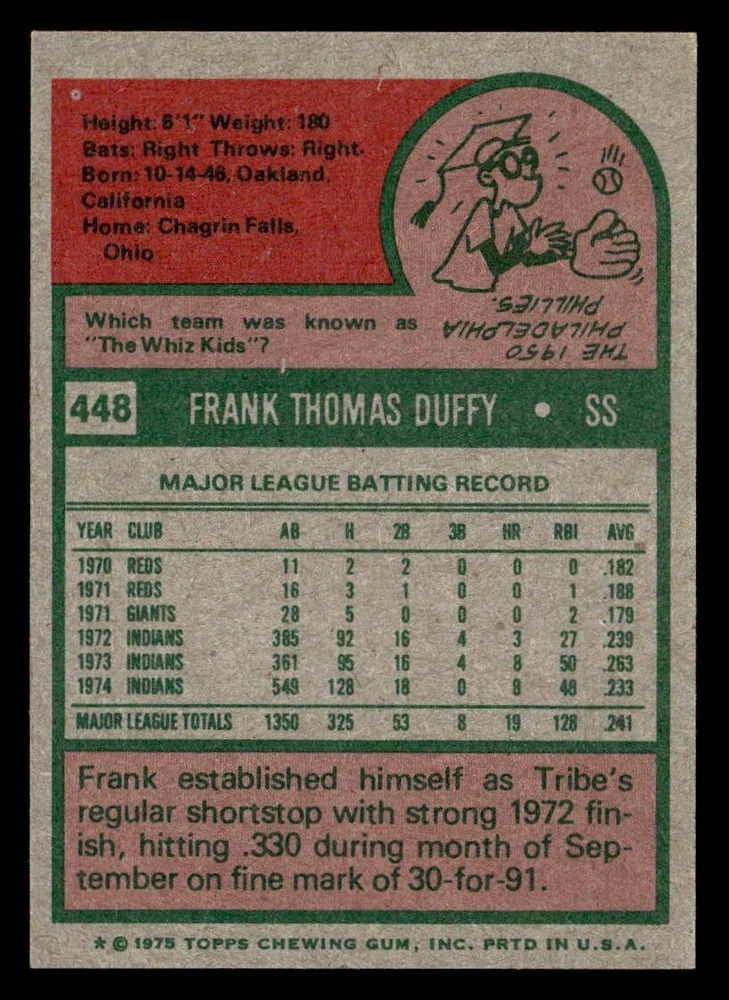 Height: 6'1" Weight: 180
Bats: Right Throws: Right
Born: 10-14-46, Oakland,
California
Home: Chagrin Falls,
Ohio
Which team was known as
"The Whiz Kids"?
THE 1950
PHILADELPHIA
PHILLIES.
448 FRANK THOMAS DUFFY • SS
MAJOR LEAGUE BATTING RECORD
YEAR CLUB AB H 2B 3B HR RBI AVG
1970 REDS 11 2 2 0 0 0 .182
1971 REDS 16 3 1 0 0 1 .188
1971 GIANTS 28 5 0 0 0 2 .179
1972 INDIANS 385 92 16 4 3 27 .239
1973 INDIANS 361 95 16 4 8 50 .263
1974 INDIANS 549 128 18 0 8 48 .233
MAJOR LEAGUE TOTALS 1350 325 53 8 19 128 .241
Frank established himself as Tribe's
regular shortstop with strong 1972 fin-
ish, hitting .330 during month of Sep-
tember on fine mark of 30-for-91.
* © 1975 TOPPS CHEWING GUM, INC. PRTD IN U.S.A.